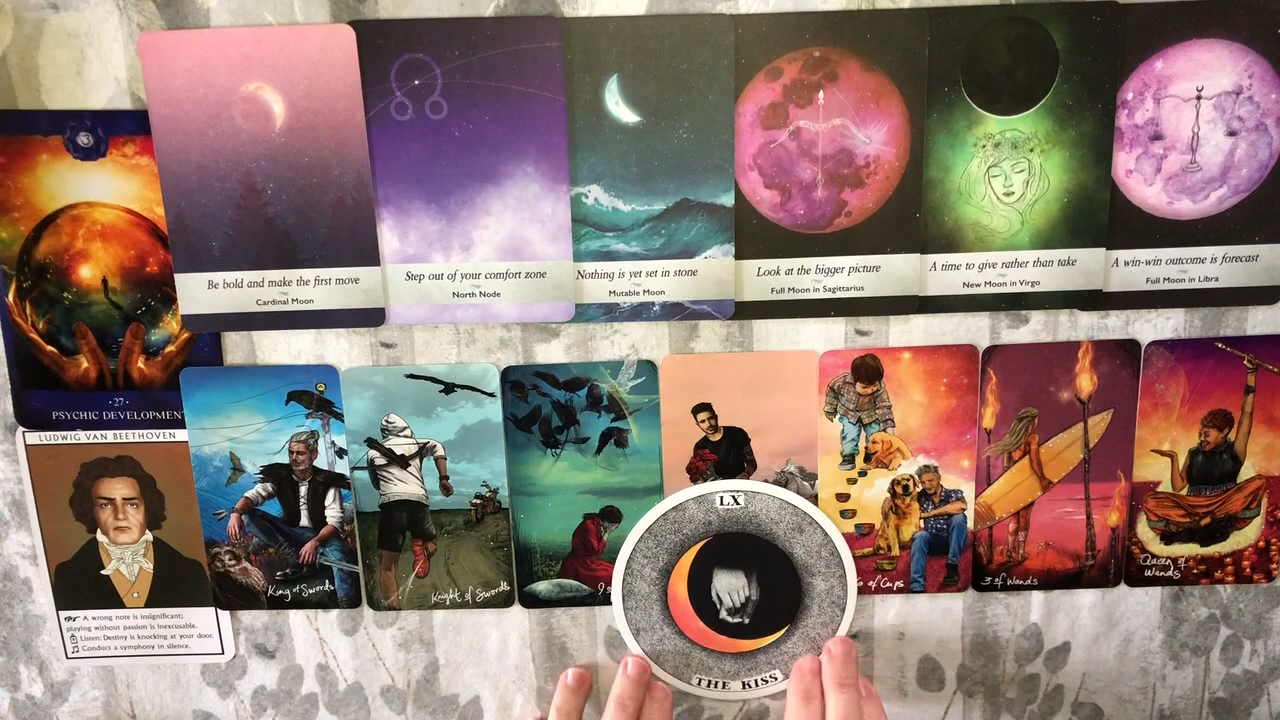 Be bold and make the first move
Cardinal Moon
Step out of your comfort zone
North Node
Nothing is yet set in stone
Mutable Moon
Look at the bigger picture
Full Moon in Sagittarius
A time to give rather than take
New Moon in Virgo
A win-win outcome is forecast
Full Moon in Libra
· 27 ·
PSYCHIC DEVELOPMENT
LUDWIG VAN BEETHOVEN
A wrong note is insignificant;
playing without passion is inexcusable.
Listen: Destiny is knocking at your door.
Conduct a symphony in silence.
King of Swords
Knight of Swords
9
LX
THE KISS
of Cups
3 of Wands
Queen of
Wands